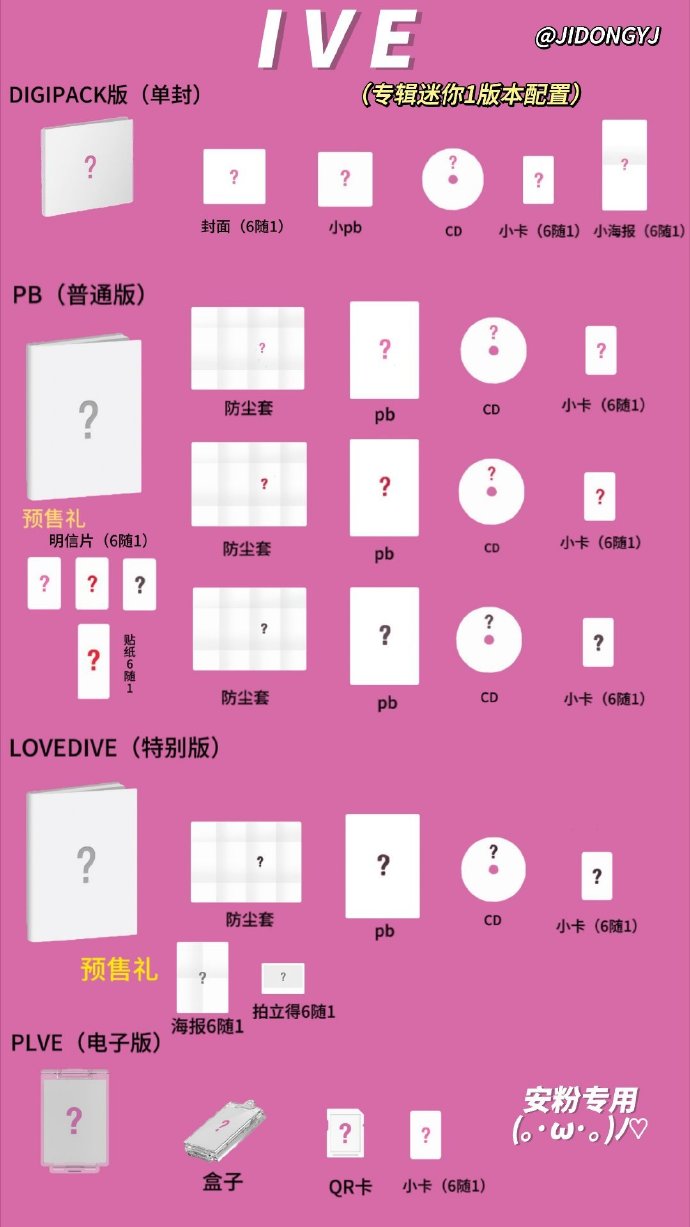 IVE
@JIDONGYJ
DIGIPACK版（单封）
（专辑迷你1版本配置）
?
?
?
?
?
?
封面（6随1）
小pb
CD
小卡（6随1）
小海报（6随1）
PB（普通版）
?
?
?
?
?
防尘套
pb
CD
小卡（6随1）
?
?
?
?
预售礼
明信片（6随1）
防尘套
pb
CD
小卡（6随1）
?
?
?
?
?
?
?
?
贴纸6随1
防尘套
pb
CD
小卡（6随1）
LOVEDIVE（特别版）
?
?
?
?
?
防尘套
pb
CD
小卡（6随1）
预售礼
?
?
海报6随1
拍立得6随1
PLVE（电子版）
?
?
?
?
盒子
QR卡
小卡（6随1）
安粉专用
(｡･ω･｡)ﾉ♡